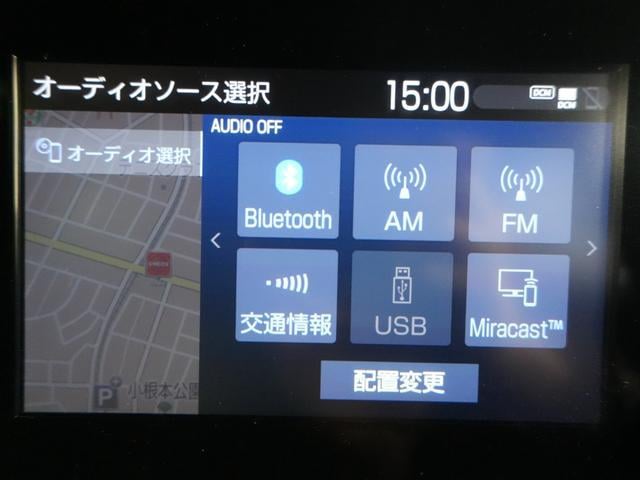 オーディオソース選択
15:00
DCM
DCM
オーディオ選択
AUDIO OFF
Bluetooth
AM
FM
交通情報
USB
Miracast™
配置変更
ENEOS
P
小根本公園